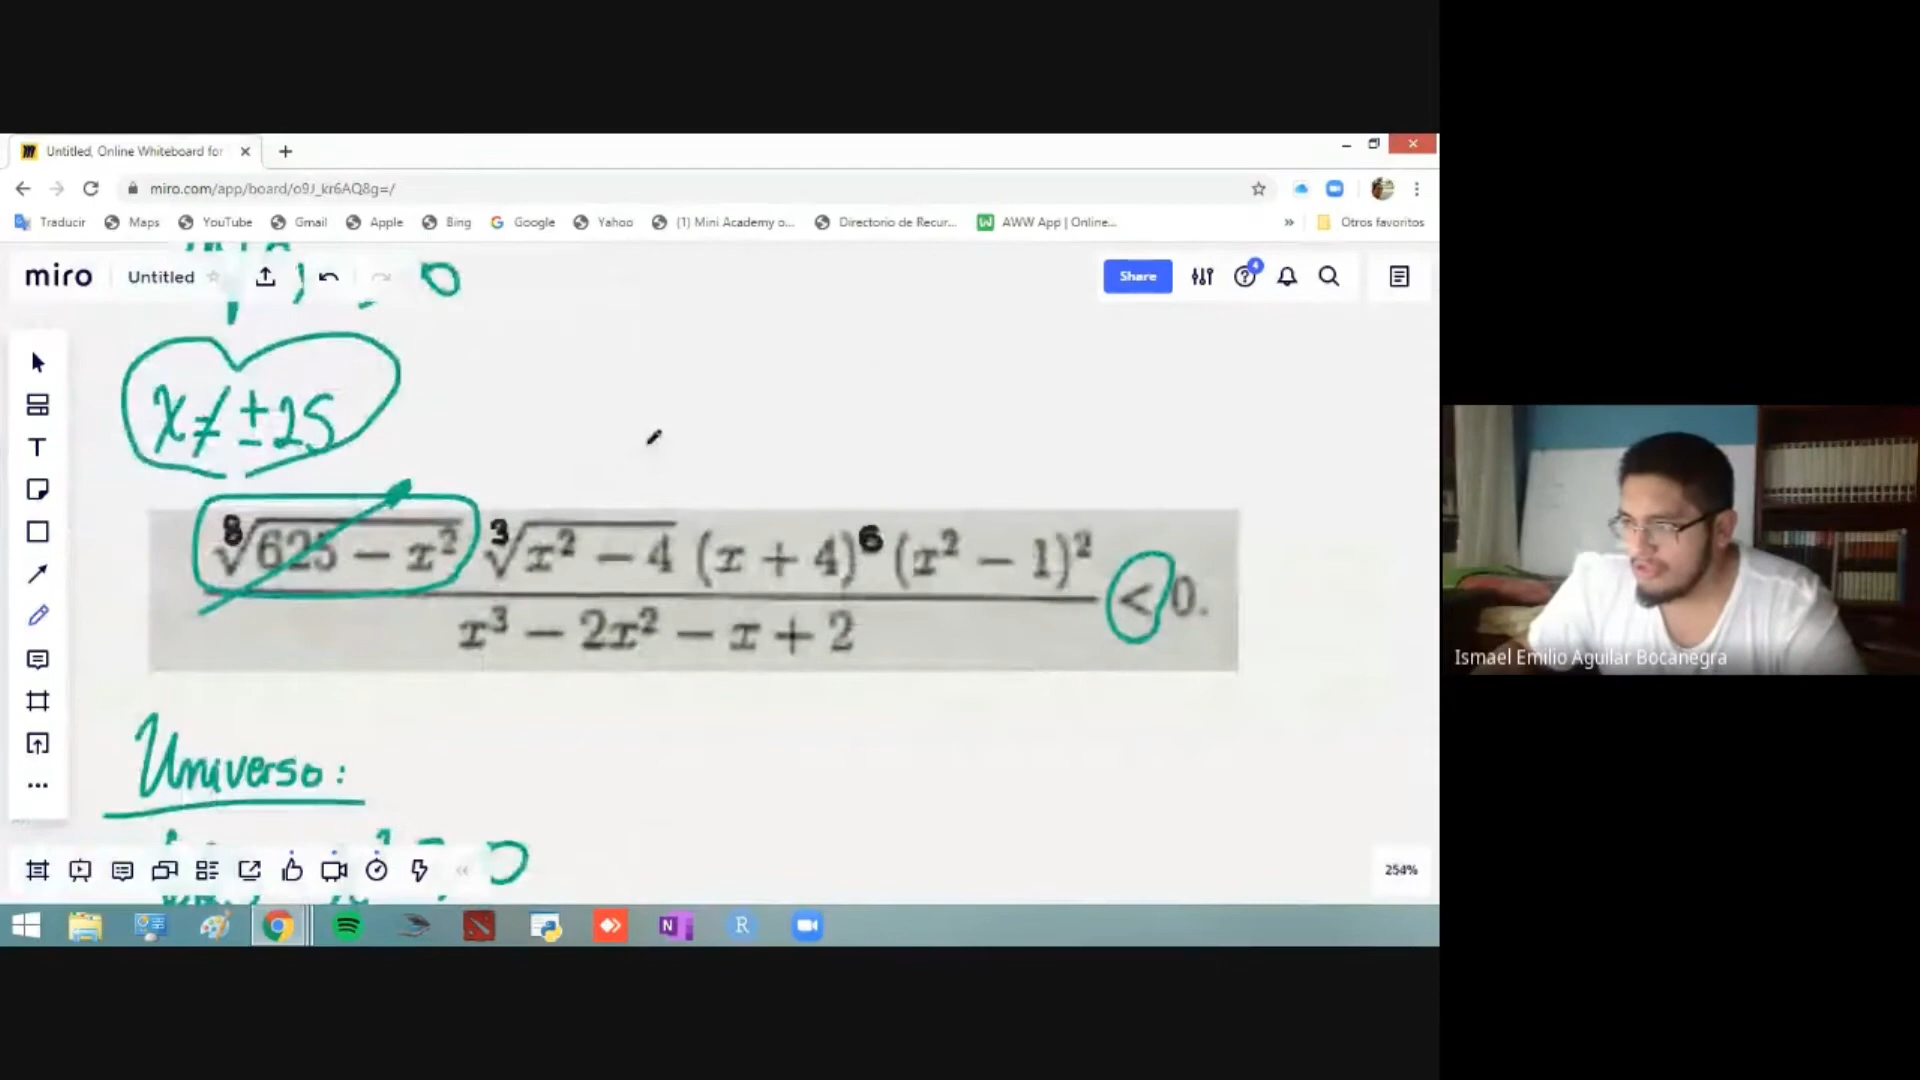 Untitled, Online Whiteboard for
miro.com/app/board/o9J_kr6AQ8g=/
Traducir Maps YouTube Gmail Apple Bing Google Yahoo (1) Mini Academy o... Directorio de Recur... AWW App | Online... » Otros favoritos
miro Untitled Share 4
x ≠ ±25
⁸√(625 − x²) ³√(x² − 4) (x + 4)⁶ (x² − 1)²
< 0.
x³ − 2x² − x + 2
Universo:
254%
Ismael Emilio Aguilar Bocanegra